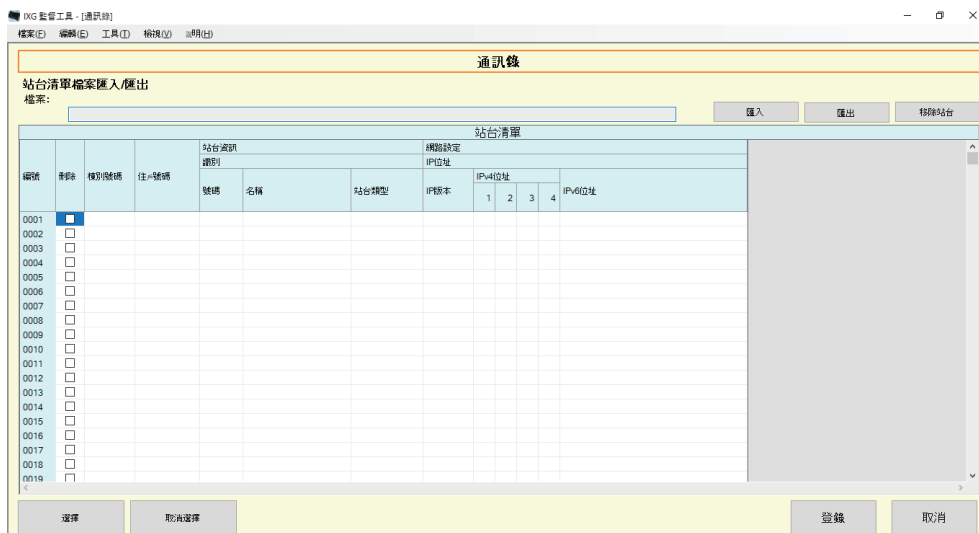 IXG 監督工具 - [通訊錄]
檔案(F) 編輯(E) 工具(T) 檢視(V) 說明(H)
通訊錄
站台清單檔案匯入/匯出
檔案:
匯入 匯出 移除站台
站台清單
站台資訊 網路設定
識別 IP位址
編號 刪除 棟別號碼 住戶號碼 號碼 名稱 站台類型 IP版本 IPv4位址 IPv6位址
1 2 3 4
0001
0002
0003
0004
0005
0006
0007
0008
0009
0010
0011
0012
0013
0014
0015
0016
0017
0018
0019
選擇 取消選擇 登錄 取消